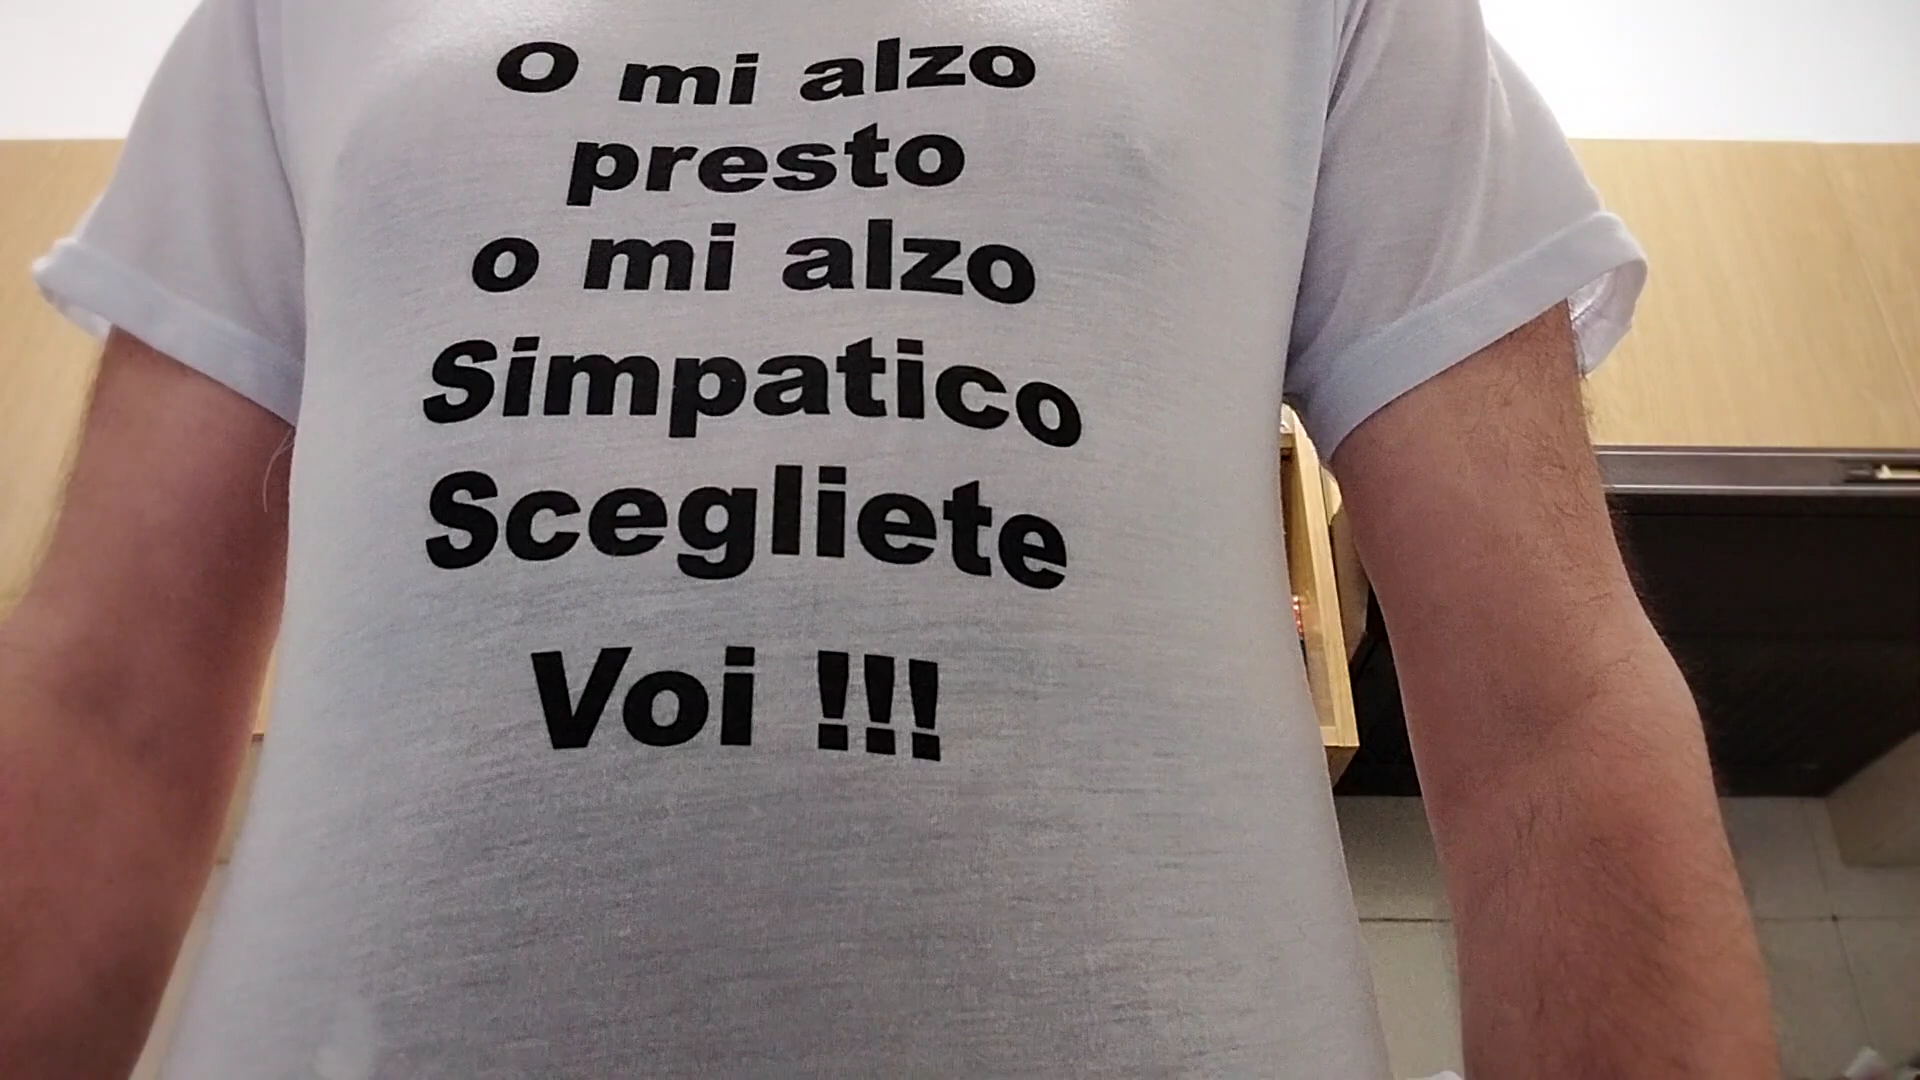 O mi alzo
presto
o mi alzo
Simpatico
Scegliete
Voi !!!